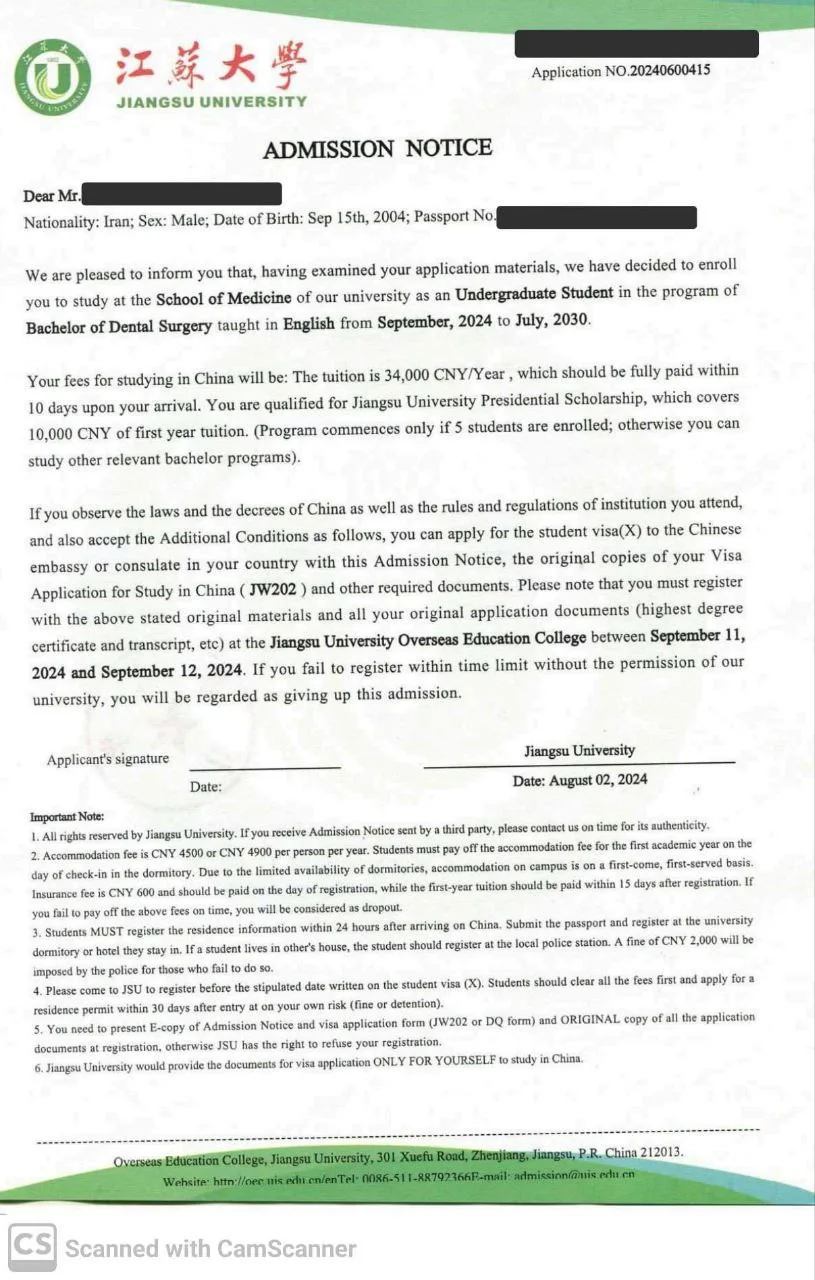 江蘇大學
JIANGSU UNIVERSITY
Application NO.20240600415
ADMISSION NOTICE
Dear Mr.
Nationality: Iran; Sex: Male; Date of Birth: Sep 15th, 2004; Passport No.
We are pleased to inform you that, having examined your application materials, we have decided to enroll
you to study at the School of Medicine of our university as an Undergraduate Student in the program of
Bachelor of Dental Surgery taught in English from September, 2024 to July, 2030.
Your fees for studying in China will be: The tuition is 34,000 CNY/Year , which should be fully paid within
10 days upon your arrival. You are qualified for Jiangsu University Presidential Scholarship, which covers
10,000 CNY of first year tuition. (Program commences only if 5 students are enrolled; otherwise you can
study other relevant bachelor programs).
If you observe the laws and the decrees of China as well as the rules and regulations of institution you attend,
and also accept the Additional Conditions as follows, you can apply for the student visa(X) to the Chinese
embassy or consulate in your country with this Admission Notice, the original copies of your Visa
Application for Study in China ( JW202 ) and other required documents. Please note that you must register
with the above stated original materials and all your original application documents (highest degree
certificate and transcript, etc) at the Jiangsu University Overseas Education College between September 11,
2024 and September 12, 2024. If you fail to register within time limit without the permission of our
university, you will be regarded as giving up this admission.
Applicant's signature
Date:
Jiangsu University
Date: August 02, 2024
Important Note:
1. All rights reserved by Jiangsu University. If you receive Admission Notice sent by a third party, please contact us on time for its authenticity.
2. Accommodation fee is CNY 4500 or CNY 4900 per person per year. Students must pay off the accommodation fee for the first academic year on the
day of check-in in the dormitory. Due to the limited availability of dormitories, accommodation on campus is on a first-come, first-served basis.
Insurance fee is CNY 600 and should be paid on the day of registration, while the first-year tuition should be paid within 15 days after registration. If
you fail to pay off the above fees on time, you will be considered as dropout.
3. Students MUST register the residence information within 24 hours after arriving on China. Submit the passport and register at the university
dormitory or hotel they stay in. If a student lives in other's house, the student should register at the local police station. A fine of CNY 2,000 will be
imposed by the police for those who fail to do so.
4. Please come to JSU to register before the stipulated date written on the student visa (X). Students should clear all the fees first and apply for a
residence permit within 30 days after entry at on your own risk (fine or detention).
5. You need to present E-copy of Admission Notice and visa application form (JW202 or DQ form) and ORIGINAL copy of all the application
documents at registration, otherwise JSU has the right to refuse your registration.
6. Jiangsu University would provide the documents for visa application ONLY FOR YOURSELF to study in China.
Overseas Education College, Jiangsu University, 301 Xuefu Road, Zhenjiang, Jiangsu, P.R. China 212013.
Website: http://oec.ujs.edu.cn/enTel: 0086-511-88792366E-mail: admission@ujs.edu.cn
CS Scanned with CamScanner